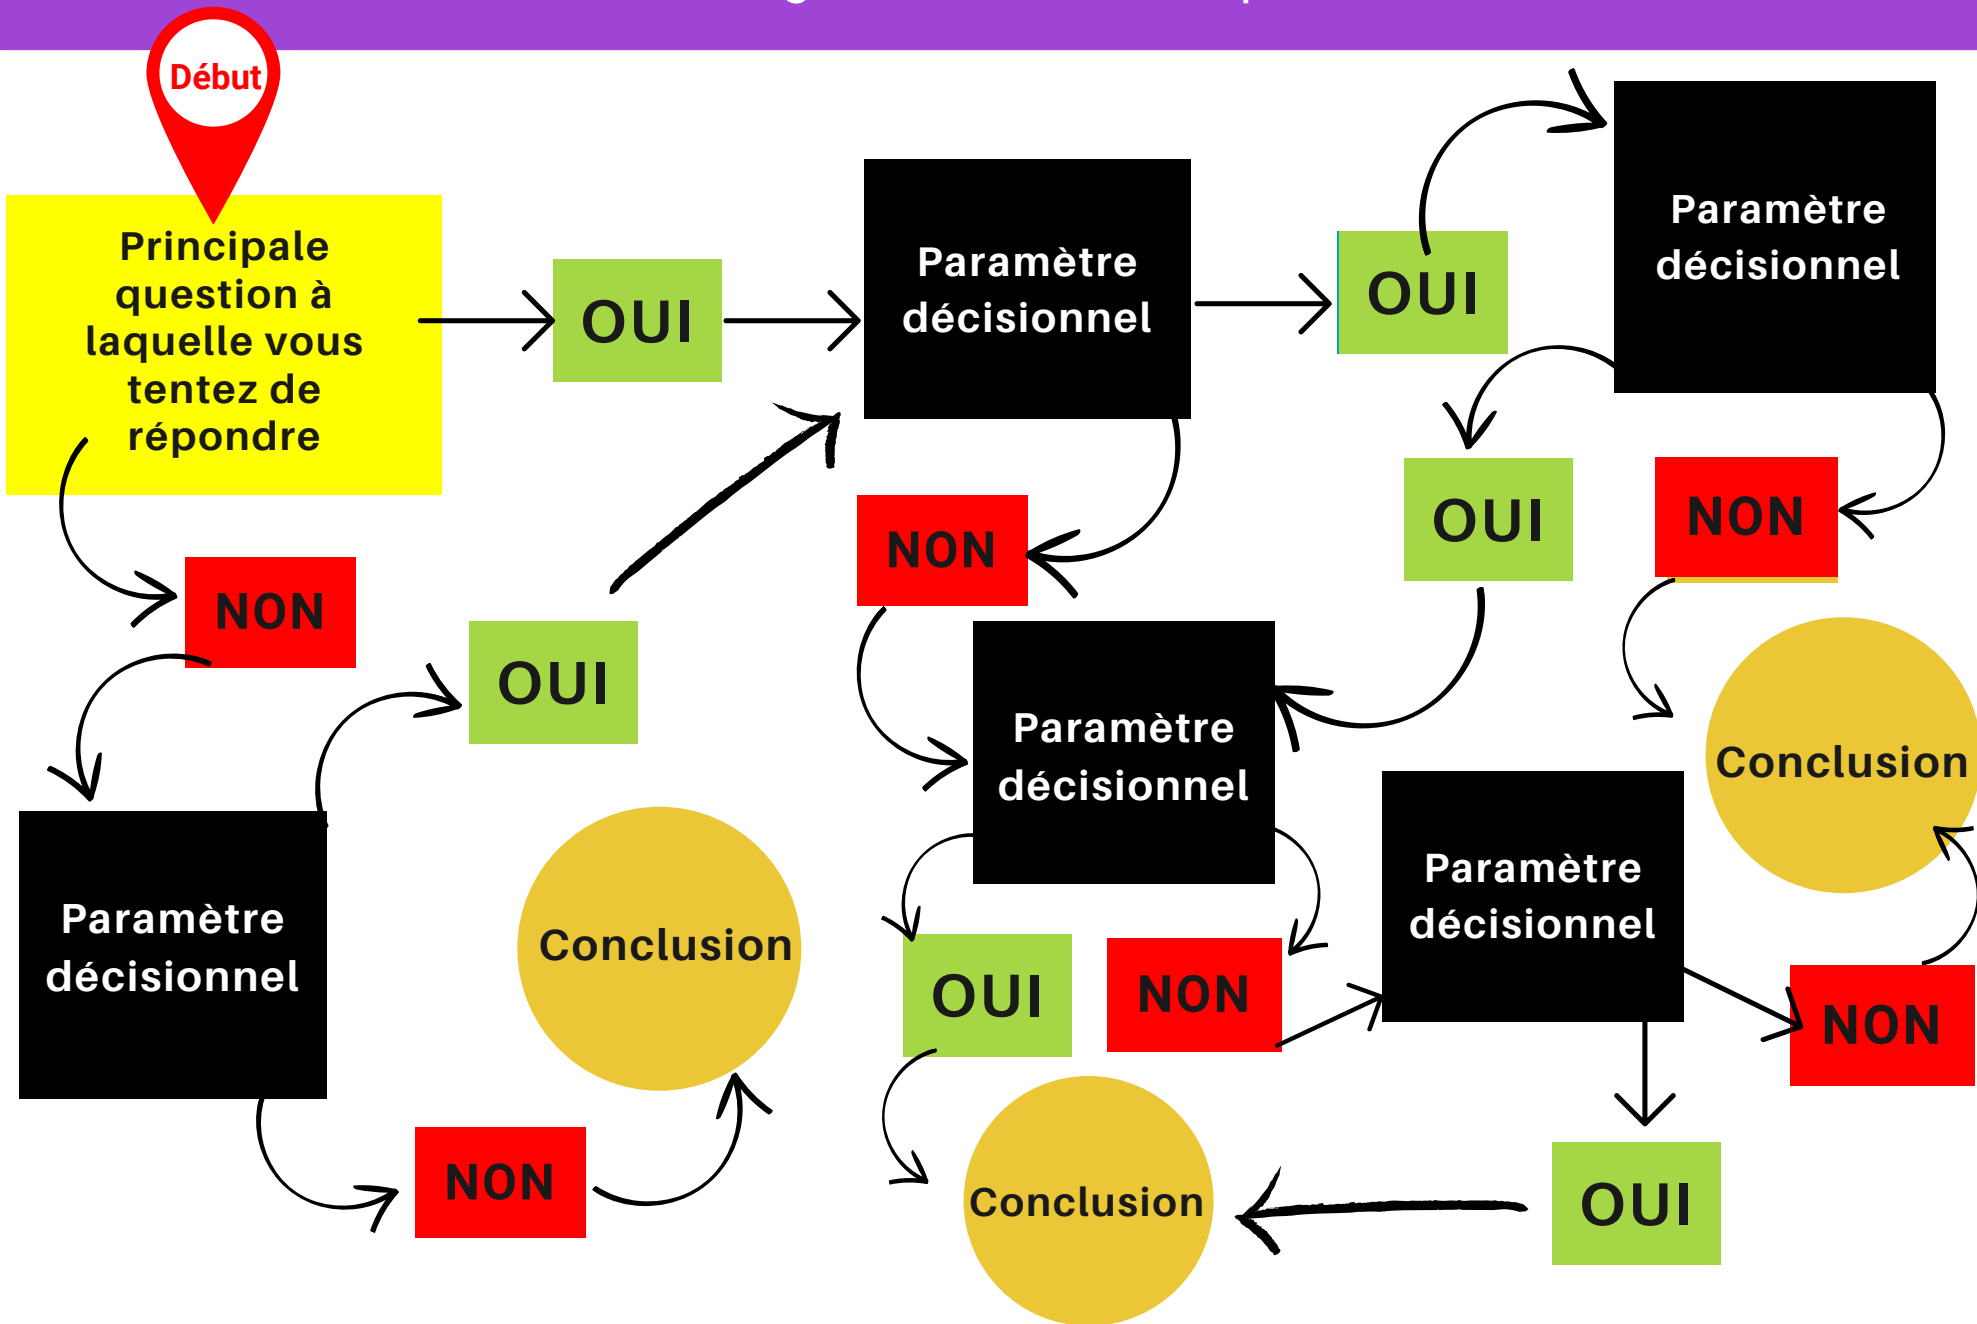 Début
Principale
question à
laquelle vous
tentez de
répondre
OUI
Paramètre
décisionnel
OUI
Paramètre
décisionnel
NON
OUI
NON
NON
OUI
Paramètre
décisionnel
Conclusion
Paramètre
décisionnel
Paramètre
décisionnel
Conclusion
OUI
NON
NON
NON
Conclusion
OUI